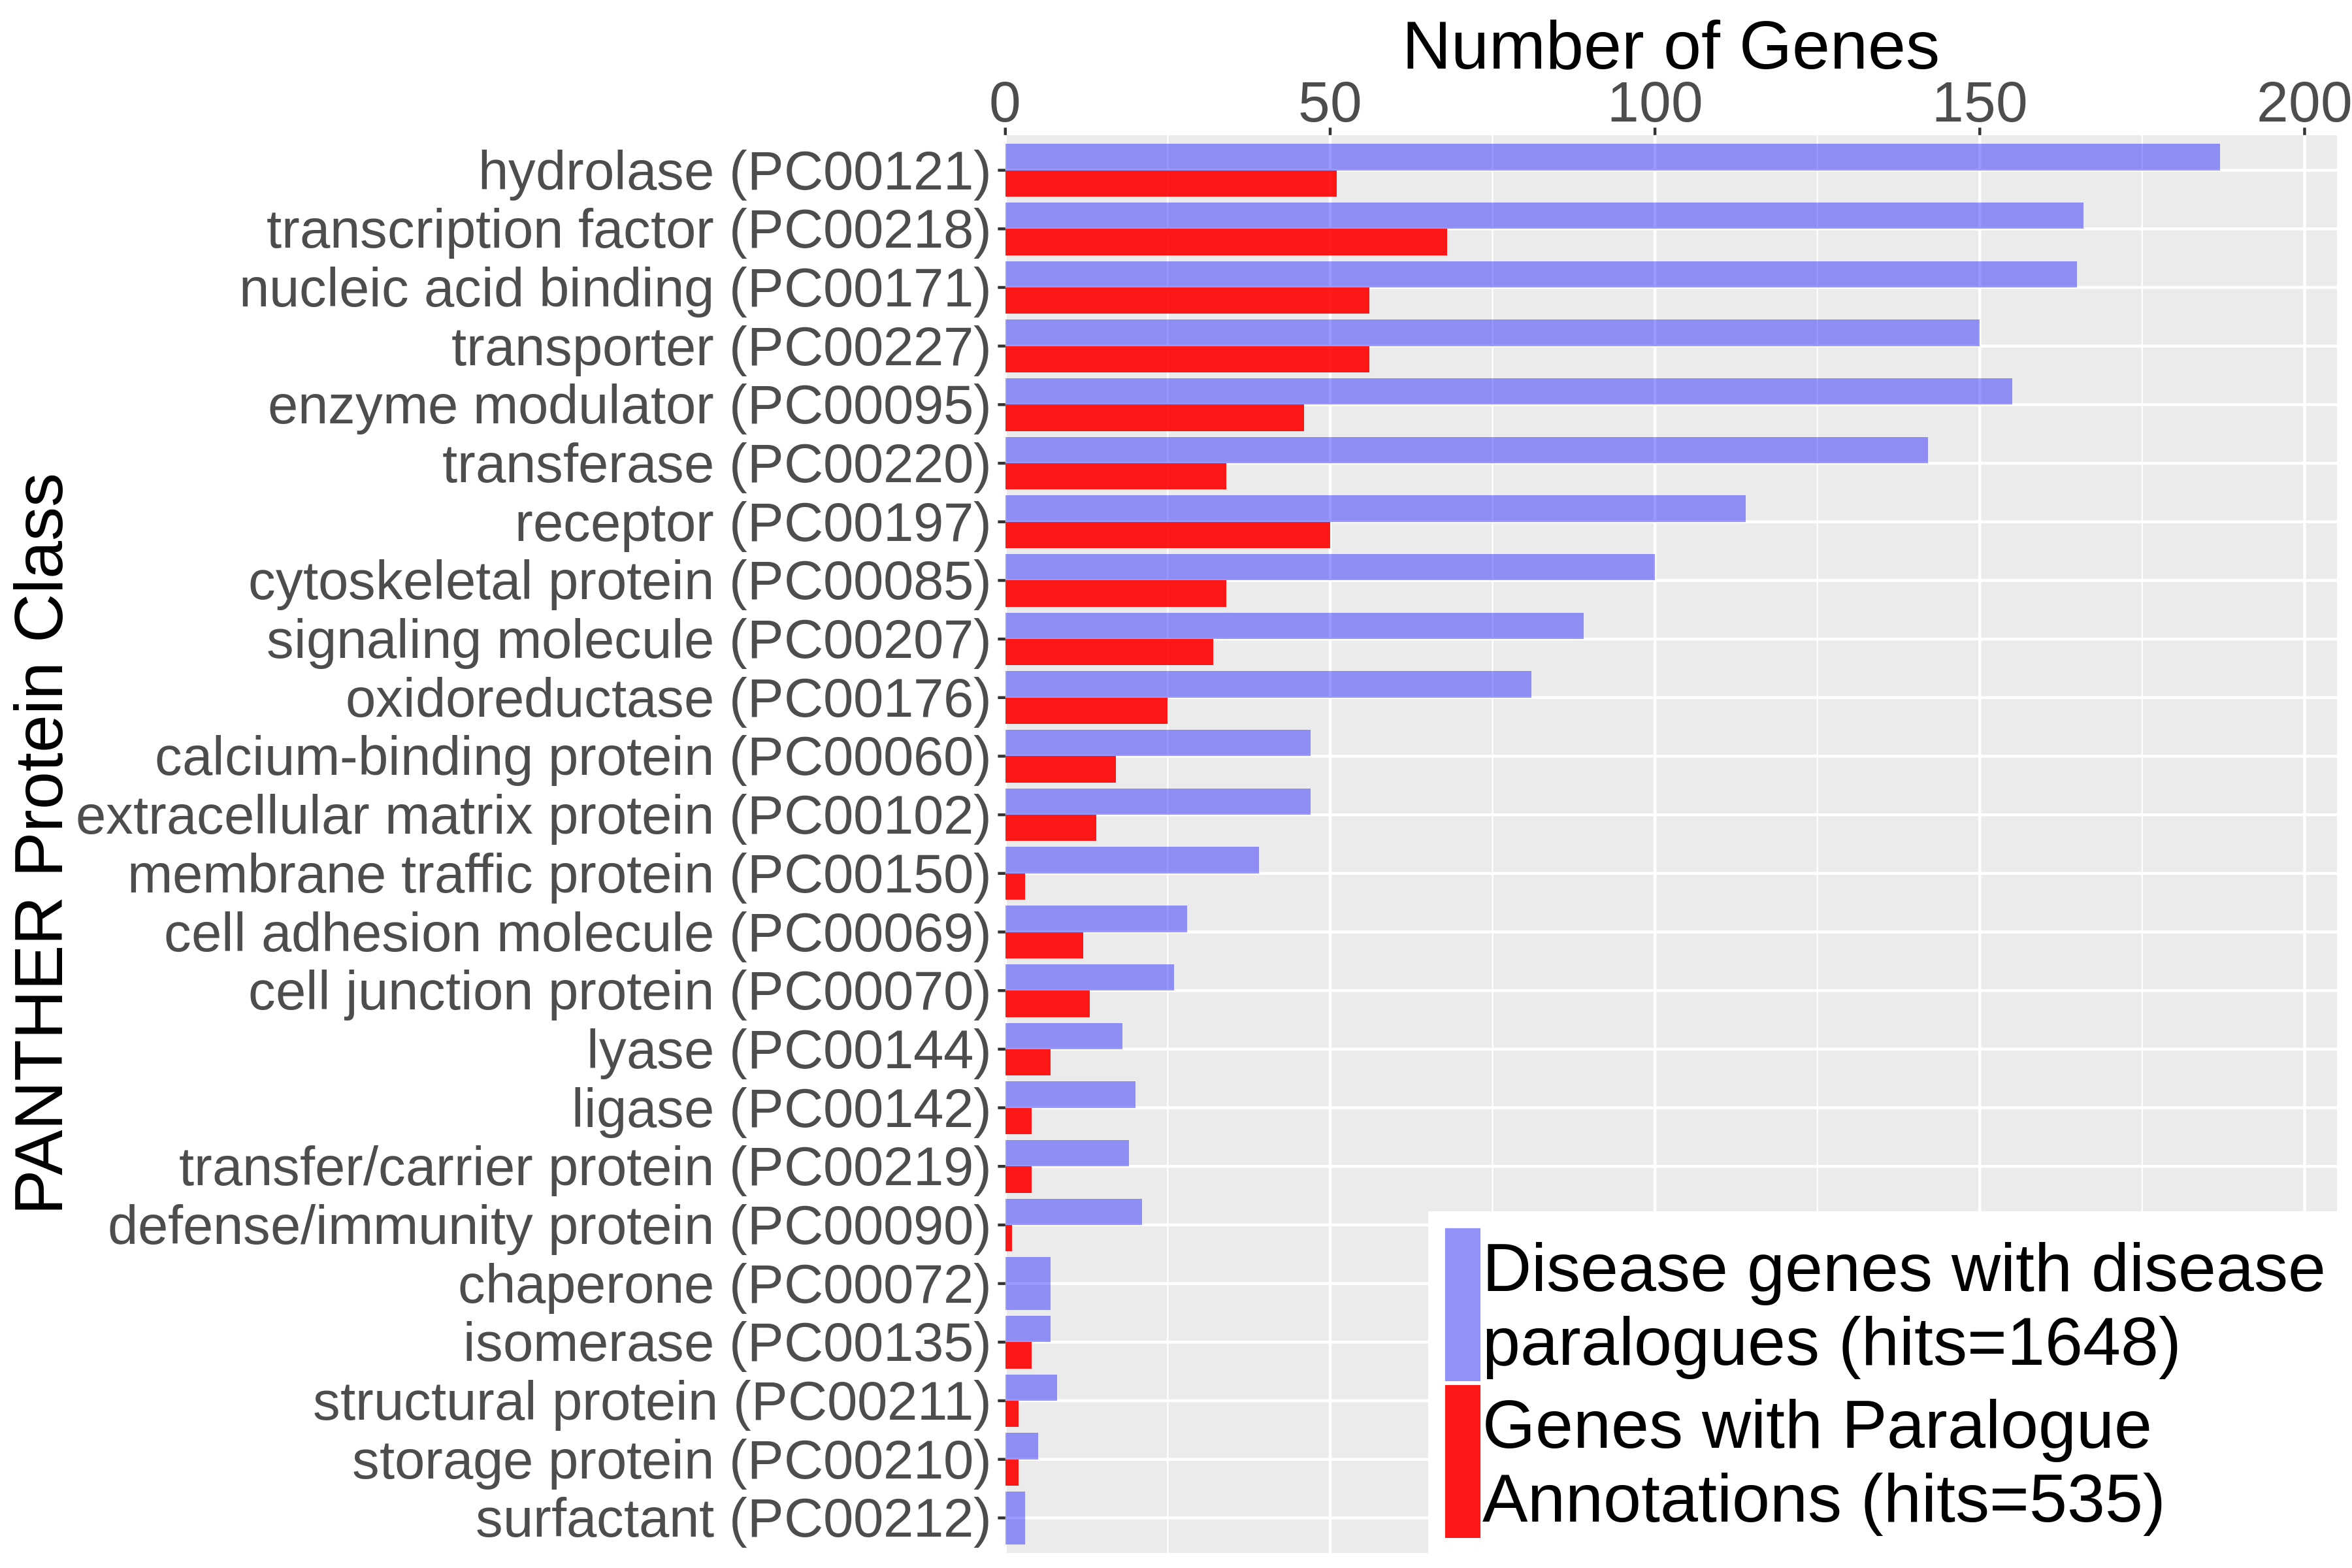 Number of Genes
0 50 100 150 200
PANTHER Protein Class
hydrolase (PC00121)
transcription factor (PC00218)
nucleic acid binding (PC00171)
transporter (PC00227)
enzyme modulator (PC00095)
transferase (PC00220)
receptor (PC00197)
cytoskeletal protein (PC00085)
signaling molecule (PC00207)
oxidoreductase (PC00176)
calcium-binding protein (PC00060)
extracellular matrix protein (PC00102)
membrane traffic protein (PC00150)
cell adhesion molecule (PC00069)
cell junction protein (PC00070)
lyase (PC00144)
ligase (PC00142)
transfer/carrier protein (PC00219)
defense/immunity protein (PC00090)
chaperone (PC00072)
isomerase (PC00135)
structural protein (PC00211)
storage protein (PC00210)
surfactant (PC00212)
Disease genes with disease
paralogues (hits=1648)
Genes with Paralogue
Annotations (hits=535)